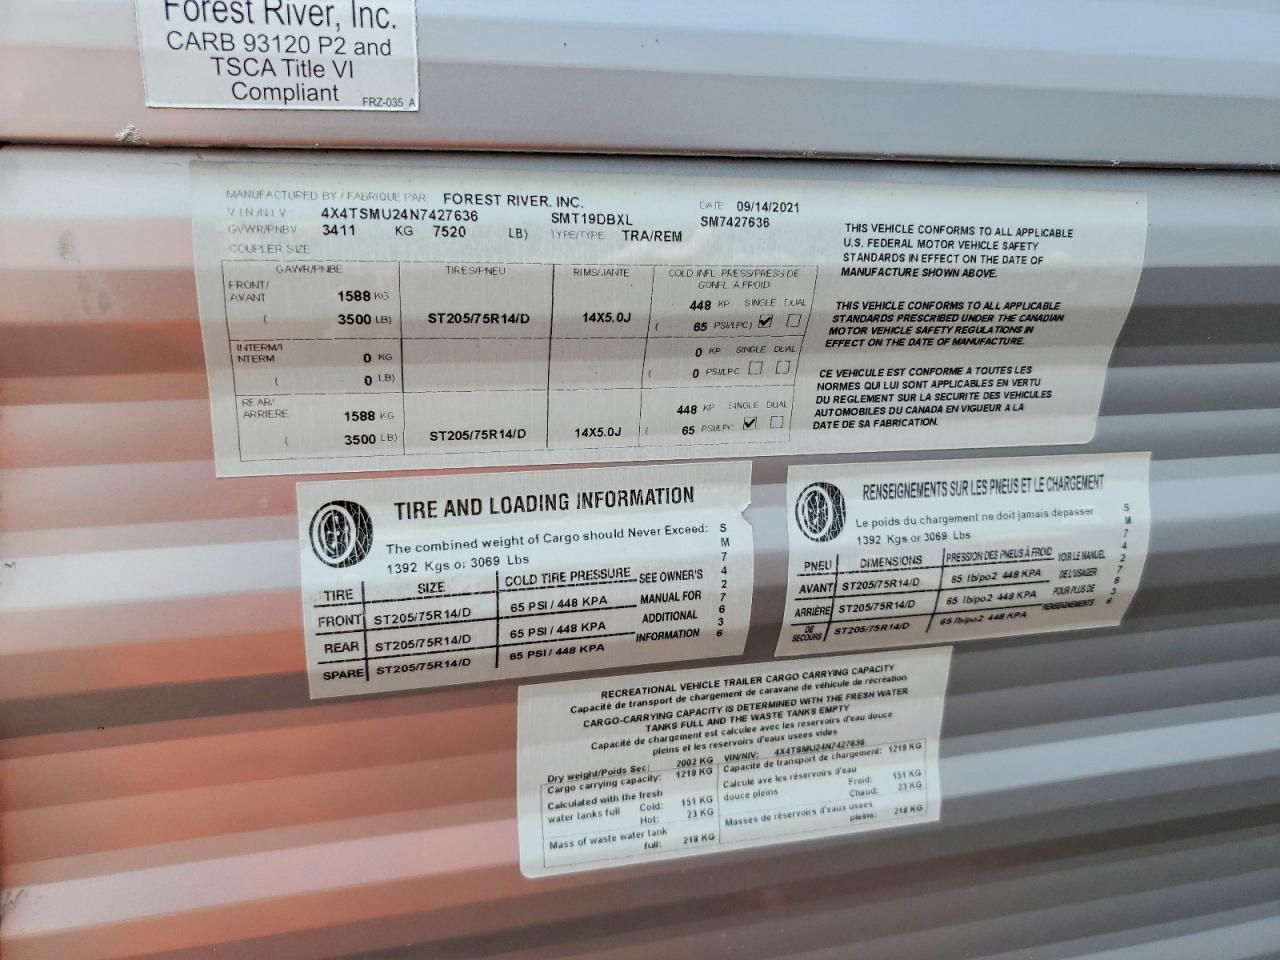 Forest River, Inc.
CARB 93120 P2 and
TSCA Title VI
Compliant
FRZ-035_A
MANUFACTURED BY / FABRIQUE PAR FOREST RIVER, INC. DATE 09/14/2021
VIN/NIV 4X4TSMU24N7427636 SMT19DBXL SM7427636
GVWR/PNBV 3411 KG 7520 LB) TYPE/TYPE TRA/REM
COUPLER SIZE
GAWR/PNBE TIRES/PNEU RIMS/JANTE COLD INFL PRESS/PRESS DE
GONFL A FROID
FRONT/
AVANT 1588 KG 448 KP SINGLE DUAL
( 3500 LB) ST205/75R14/D 14X5.0J ( 65 PSI/LPC)
INTERM/I
NTERM 0 KG 0 KP SINGLE DUAL
( 0 LB) ( 0 PSI/LPC
REAR/
ARRIERE 1588 KG 448 KP SINGLE DUAL
( 3500 LB) ST205/75R14/D 14X5.0J ( 65 PSI/LPC
THIS VEHICLE CONFORMS TO ALL APPLICABLE
U.S. FEDERAL MOTOR VEHICLE SAFETY
STANDARDS IN EFFECT ON THE DATE OF
MANUFACTURE SHOWN ABOVE.
THIS VEHICLE CONFORMS TO ALL APPLICABLE
STANDARDS PRESCRIBED UNDER THE CANADIAN
MOTOR VEHICLE SAFETY REGULATIONS IN
EFFECT ON THE DATE OF MANUFACTURE.
CE VEHICULE EST CONFORME A TOUTES LES
NORMES QUI LUI SONT APPLICABLES EN VERTU
DU REGLEMENT SUR LA SECURITE DES VEHICULES
AUTOMOBILES DU CANADA EN VIGUEUR A LA
DATE DE SA FABRICATION.
TIRE AND LOADING INFORMATION
The combined weight of Cargo should Never Exceed:
1392 Kgs or 3069 Lbs
TIRE SIZE COLD TIRE PRESSURE SEE OWNER'S
FRONT ST205/75R14/D 65 PSI / 448 KPA MANUAL FOR
REAR ST205/75R14/D 65 PSI / 448 KPA ADDITIONAL
SPARE ST205/75R14/D 65 PSI / 448 KPA INFORMATION
S
M
7
4
2
7
6
3
6
RENSEIGNEMENTS SUR LES PNEUS ET LE CHARGEMENT
Le poids du chargement ne doit jamais depasser
1392 Kgs or 3069 Lbs
PNEU DIMENSIONS PRESSION DES PNEUS À FROID VOIR LE MANUEL
AVANT ST205/75R14/D 65 lb/po2 448 KPA DE L'USAGER
ARRIÈRE ST205/75R14/D 65 lb/po2 448 KPA POUR PLUS DE
DE
SECOURS ST205/75R14/D 65 lb/po2 448 KPA RENSEIGNEMENTS
S
M
7
4
2
7
6
3
6
RECREATIONAL VEHICLE TRAILER CARGO CARRYING CAPACITY
Capacité de transport de chargement de caravane de véhicule de récréation
CARGO-CARRYING CAPACITY IS DETERMINED WITH THE FRESH WATER
TANKS FULL AND THE WASTE TANKS EMPTY
Capacité de chargement est calculee avec les reservoirs d'eau douce
pleins et les reservoirs d'eaux usees vides
Dry weight/Poids Sec: 2002 KG VIN/NIV: 4X4TSMU24N7427636
Cargo carrying capacity: 1219 KG Capacité de transport de chargement: 1219 KG
Calculated with the fresh
water tanks full Cold: 151 KG
Hot: 23 KG
Calculé ave les réservoirs d'eau
douce pleins Froid: 151 KG
Chaud: 23 KG
Mass of waste water tank
full: 218 KG
Masses de réservoirs d'eaux usees
pleins: 218 KG